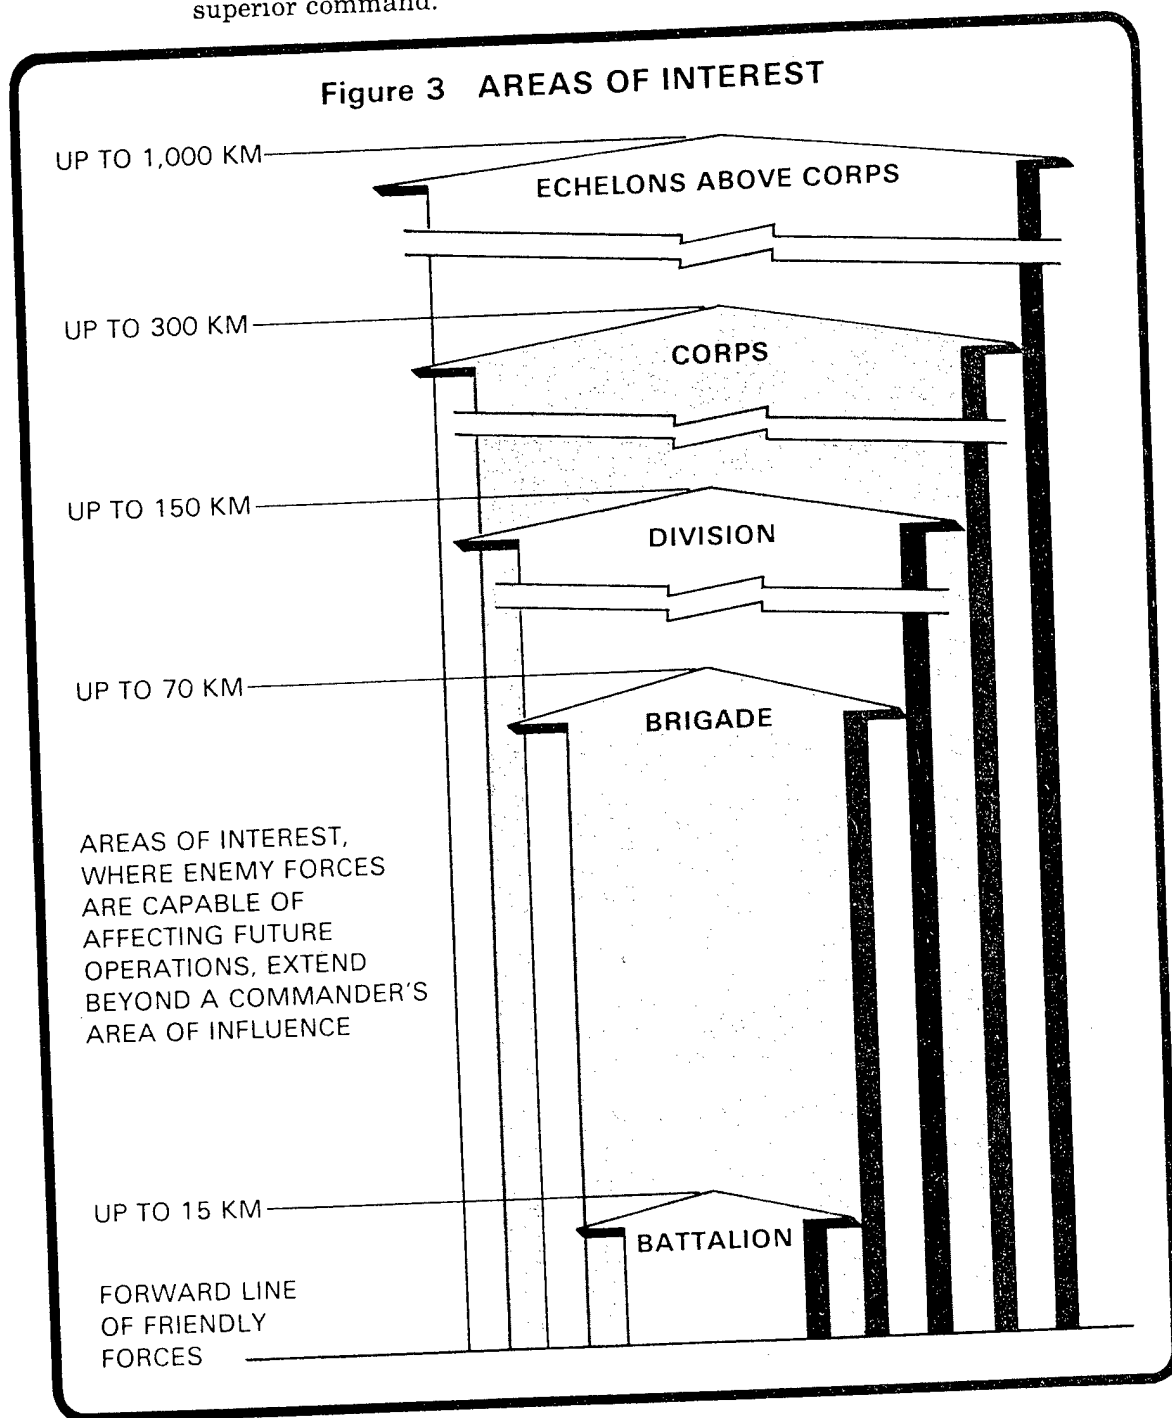 superior command.
Figure 3 AREAS OF INTEREST
UP TO 1,000 KM
ECHELONS ABOVE CORPS
UP TO 300 KM
CORPS
UP TO 150 KM
DIVISION
UP TO 70 KM
BRIGADE
AREAS OF INTEREST,
WHERE ENEMY FORCES
ARE CAPABLE OF
AFFECTING FUTURE
OPERATIONS, EXTEND
BEYOND A COMMANDER'S
AREA OF INFLUENCE
UP TO 15 KM
BATTALION
FORWARD LINE
OF FRIENDLY
FORCES